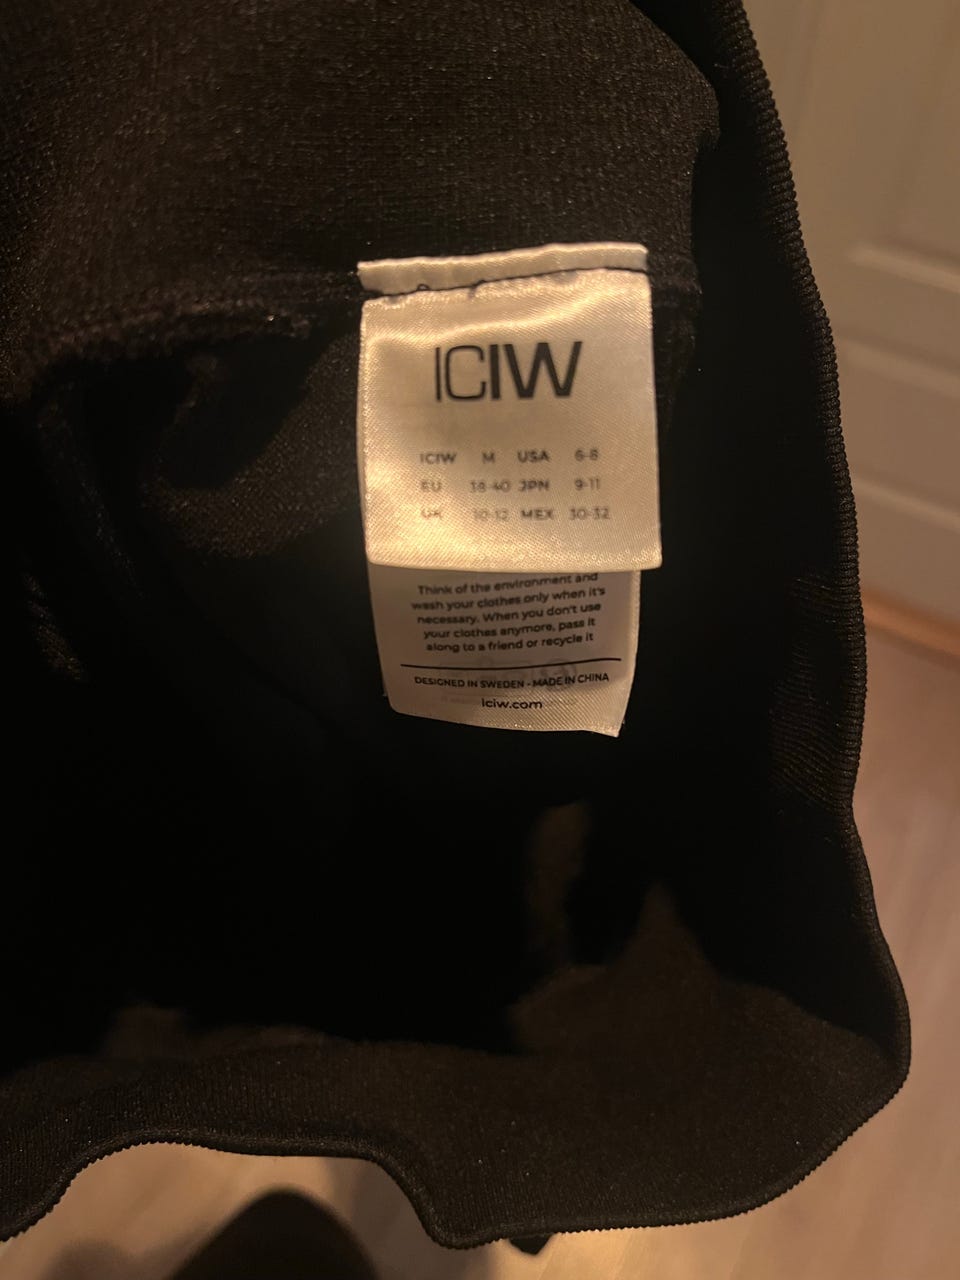 ICIW
ICIW M USA 6-8
EU 38-40 JPN 9-11
UK 10-12 MEX 30-32
Think of the environment and
wash your clothes only when it's
necessary. When you don't use
your clothes anymore, pass it
along to a friend or recycle it
DESIGNED IN SWEDEN - MADE IN CHINA
iciw.com